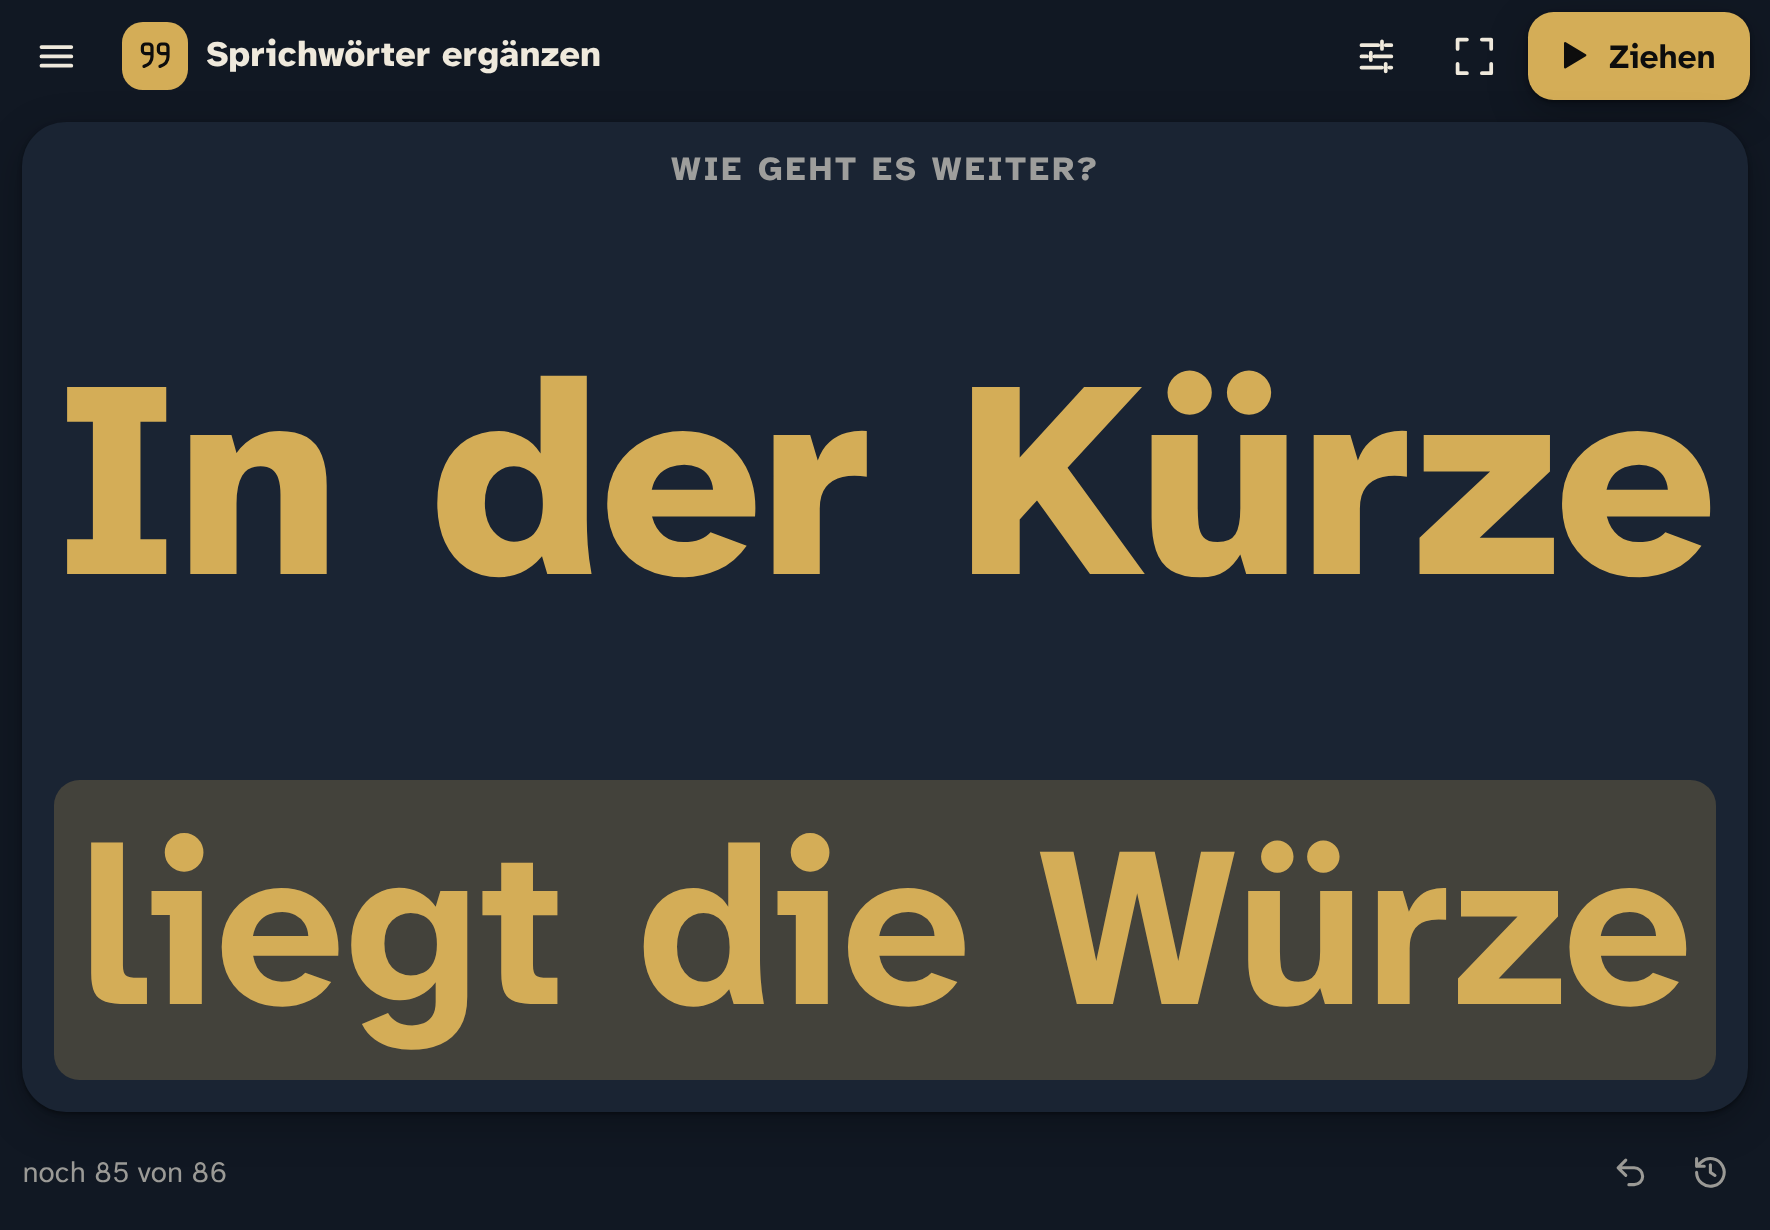 Sprichwörter ergänzen
Ziehen
WIE GEHT ES WEITER?
In der Kürze
liegt die Würze
noch 85 von 86